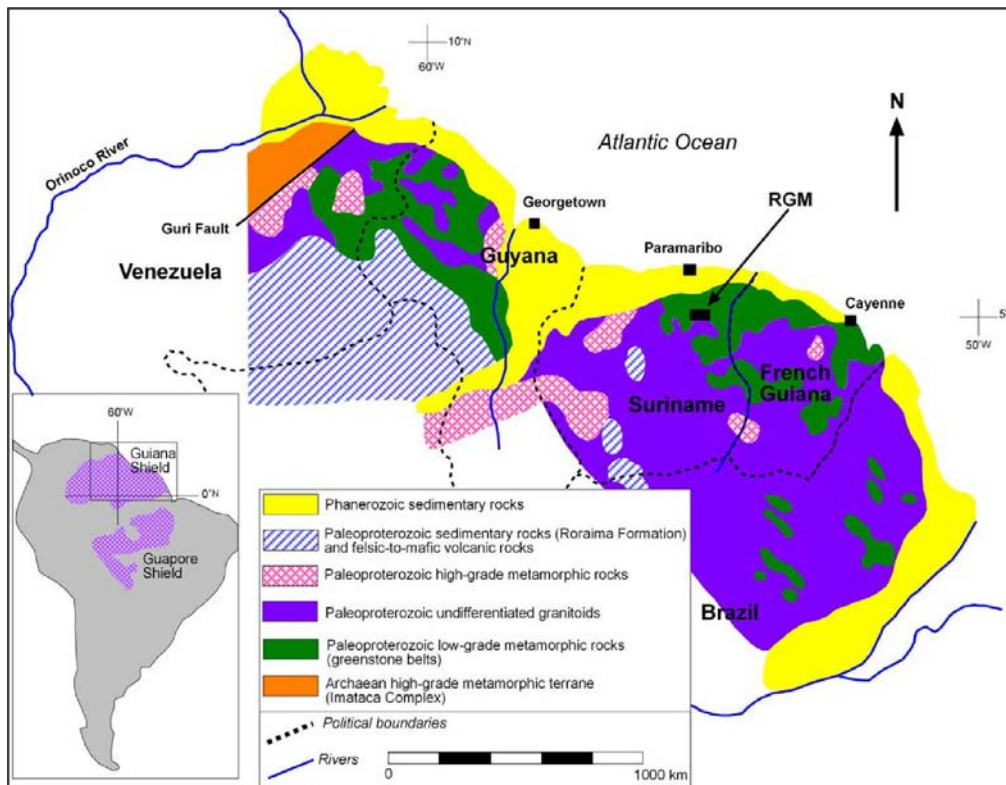 10°N
60°W
N
Orinoco River
Atlantic Ocean
RGM
Georgetown
Guri Fault
Guyana
Paramaribo
Venezuela
Cayenne
5
50°W
French
Guiana
Suriname
60°W
Guiana
Shield
0°N
Guapore
Shield
Phanerozoic sedimentary rocks
Paleoproterozoic sedimentary rocks (Roraima Formation)
and felsic-to-mafic volcanic rocks
Paleoproterozoic high-grade metamorphic rocks
Paleoproterozoic undifferentiated granitoids
Brazil
Paleoproterozoic low-grade metamorphic rocks
(greenstone belts)
Archaean high-grade metamorphic terrane
(Imataca Complex)
Political boundaries
Rivers
0
1000 km